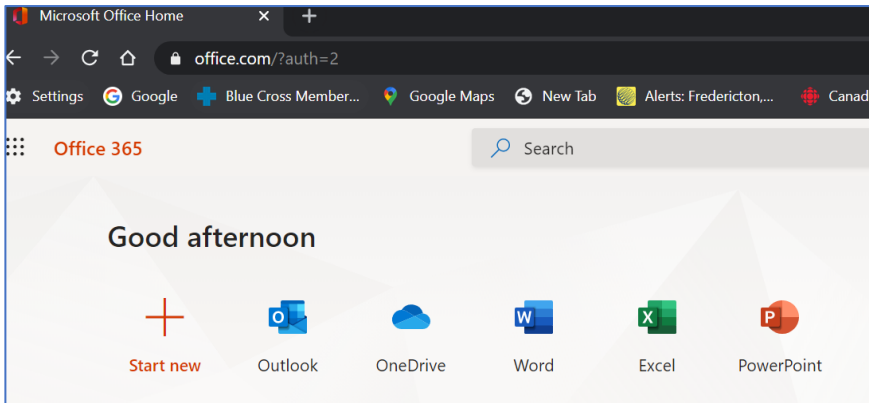 Microsoft Office Home
office.com/?auth=2
Settings Google Blue Cross Member... Google Maps New Tab Alerts: Fredericton,... Canad
Office 365 Search
Good afternoon
O W X P
Start new Outlook OneDrive Word Excel PowerPoint